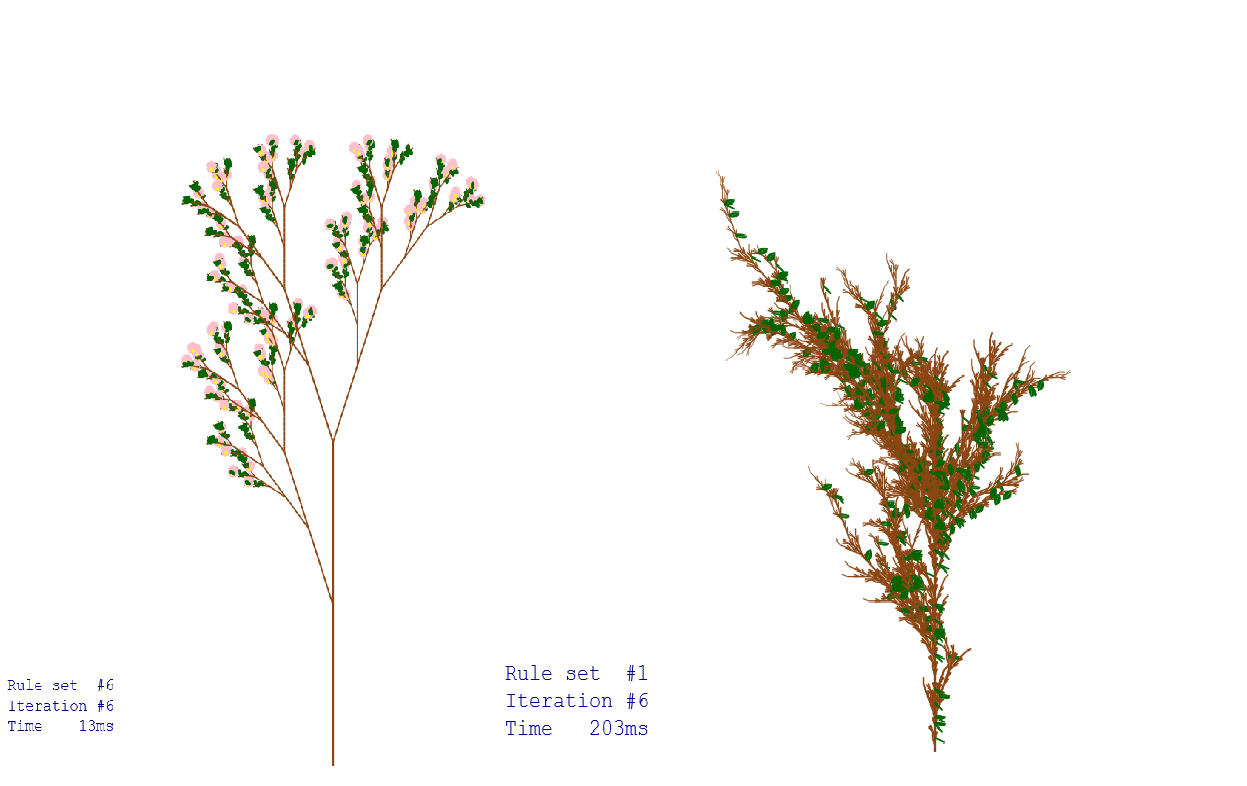 Rule set  #6
Iteration #6
Time    13ms
Rule set  #1
Iteration #6
Time   203ms